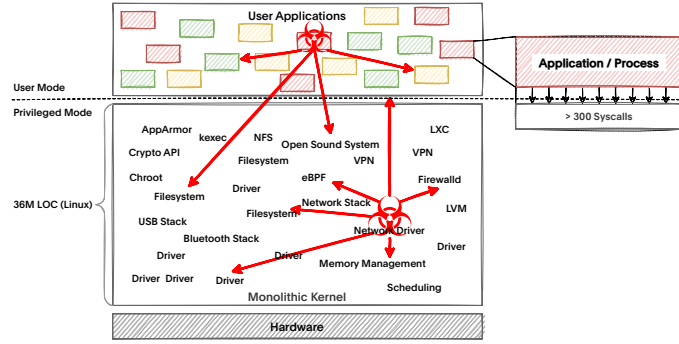 User Applications
User Mode
Application / Process
> 300 Syscalls
Privileged Mode
36M LOC (Linux)
AppArmor
kexec
NFS
Open Sound System
LXC
Crypto API
Filesystem
VPN
VPN
Chroot
Filesystem
Driver
eBPF
Firewalld
Network Stack
Filesystem
LVM
USB Stack
Network Driver
Bluetooth Stack
Driver
Driver
Driver
Memory Management
Driver
Driver
Driver
Scheduling
Monolithic Kernel
Hardware